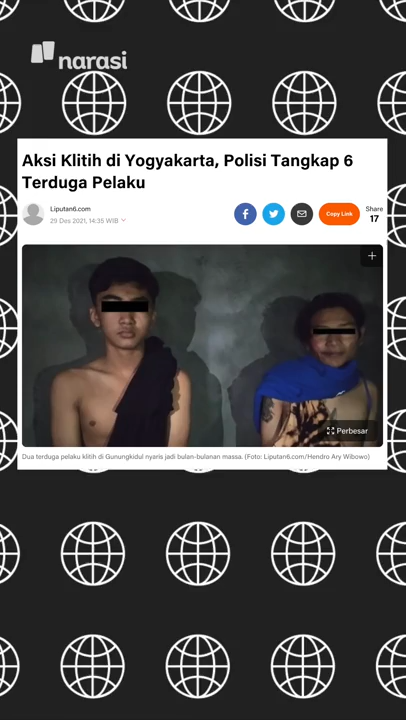 narasi
Aksi Klitih di Yogyakarta, Polisi Tangkap 6
Terduga Pelaku
Liputan6.com
29 Des 2021, 14:35 WIB
Copy Link
Share
17
Perbesar
Dua terduga pelaku klitih di Gunungkidul nyaris jadi bulan-bulanan massa. (Foto: Liputan6.com/Hendro Ary Wibowo)